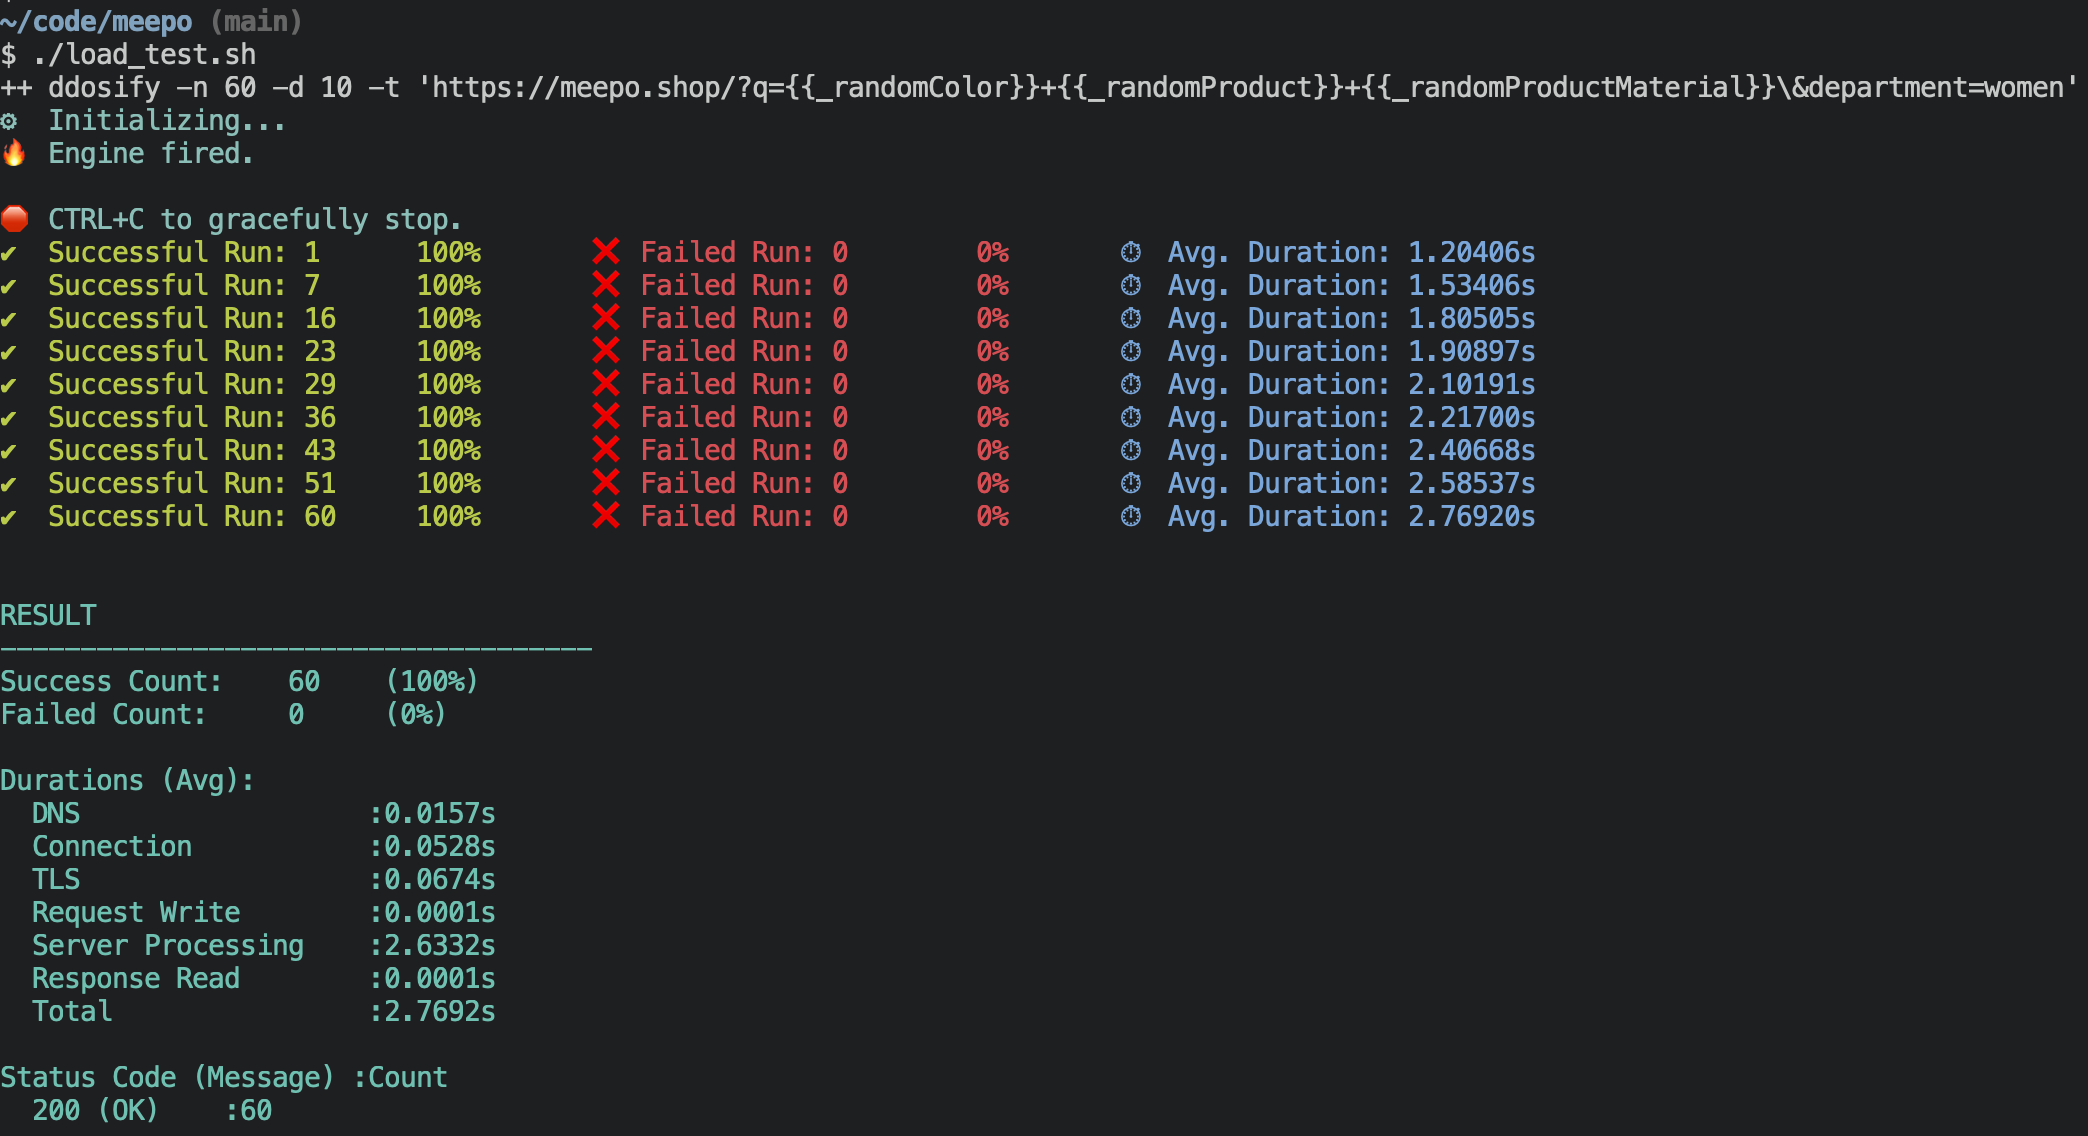 ~/code/meepo (main)
$ ./load_test.sh
++ ddosify -n 60 -d 10 -t 'https://meepo.shop/?q={{_randomColor}}+{{_randomProduct}}+{{_randomProductMaterial}}\&department=women'
⚙ Initializing...
🔥 Engine fired.
🛑 CTRL+C to gracefully stop.
✔ Successful Run: 1 100% ❌ Failed Run: 0 0% ⏱ Avg. Duration: 1.20406s
✔ Successful Run: 7 100% ❌ Failed Run: 0 0% ⏱ Avg. Duration: 1.53406s
✔ Successful Run: 16 100% ❌ Failed Run: 0 0% ⏱ Avg. Duration: 1.80505s
✔ Successful Run: 23 100% ❌ Failed Run: 0 0% ⏱ Avg. Duration: 1.90897s
✔ Successful Run: 29 100% ❌ Failed Run: 0 0% ⏱ Avg. Duration: 2.10191s
✔ Successful Run: 36 100% ❌ Failed Run: 0 0% ⏱ Avg. Duration: 2.21700s
✔ Successful Run: 43 100% ❌ Failed Run: 0 0% ⏱ Avg. Duration: 2.40668s
✔ Successful Run: 51 100% ❌ Failed Run: 0 0% ⏱ Avg. Duration: 2.58537s
✔ Successful Run: 60 100% ❌ Failed Run: 0 0% ⏱ Avg. Duration: 2.76920s
RESULT
-------------------------------------
Success Count: 60 (100%)
Failed Count: 0 (0%)
Durations (Avg):
DNS :0.0157s
Connection :0.0528s
TLS :0.0674s
Request Write :0.0001s
Server Processing :2.6332s
Response Read :0.0001s
Total :2.7692s
Status Code (Message) :Count
200 (OK) :60